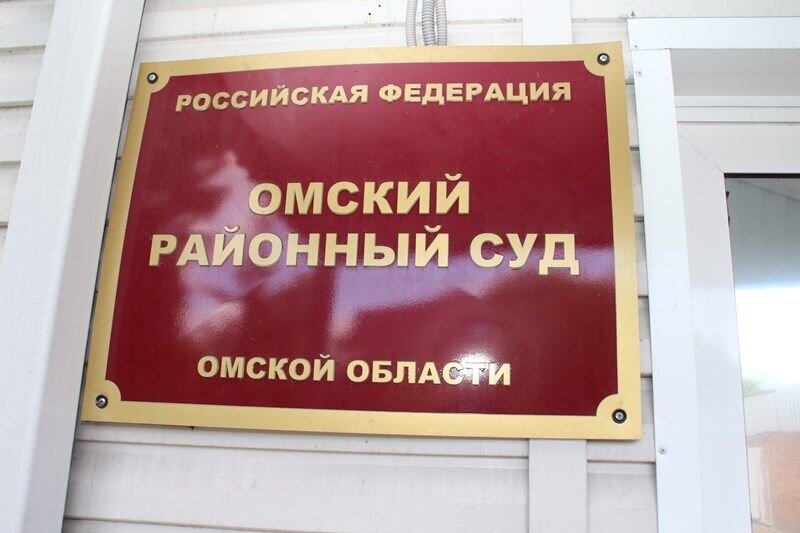 РОССИЙСКАЯ ФЕДЕРАЦИЯ
ОМСКИЙ
РАЙОННЫЙ СУД
ОМСКОЙ ОБЛАСТИ